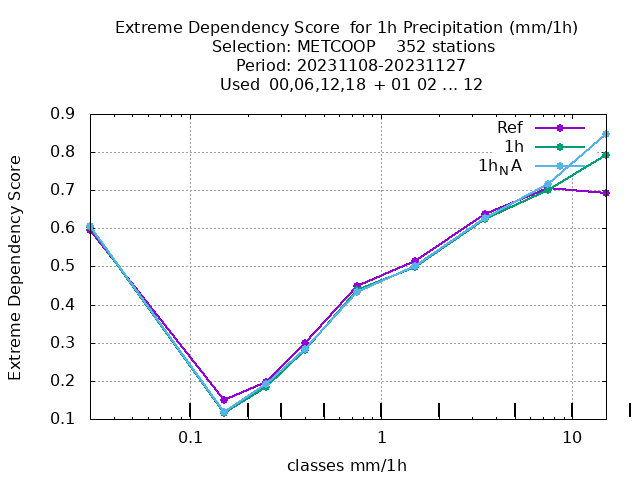 Extreme Dependency Score  for 1h Precipitation (mm/1h)
Selection: METCOOP    352 stations
Period: 20231108-20231127
Used  00,06,12,18  + 01 02 ... 12
Extreme Dependency Score
0.9
0.8
0.7
0.6
0.5
0.4
0.3
0.2
0.1
Ref
1h
1h_NA
0.1 1 10
classes mm/1h